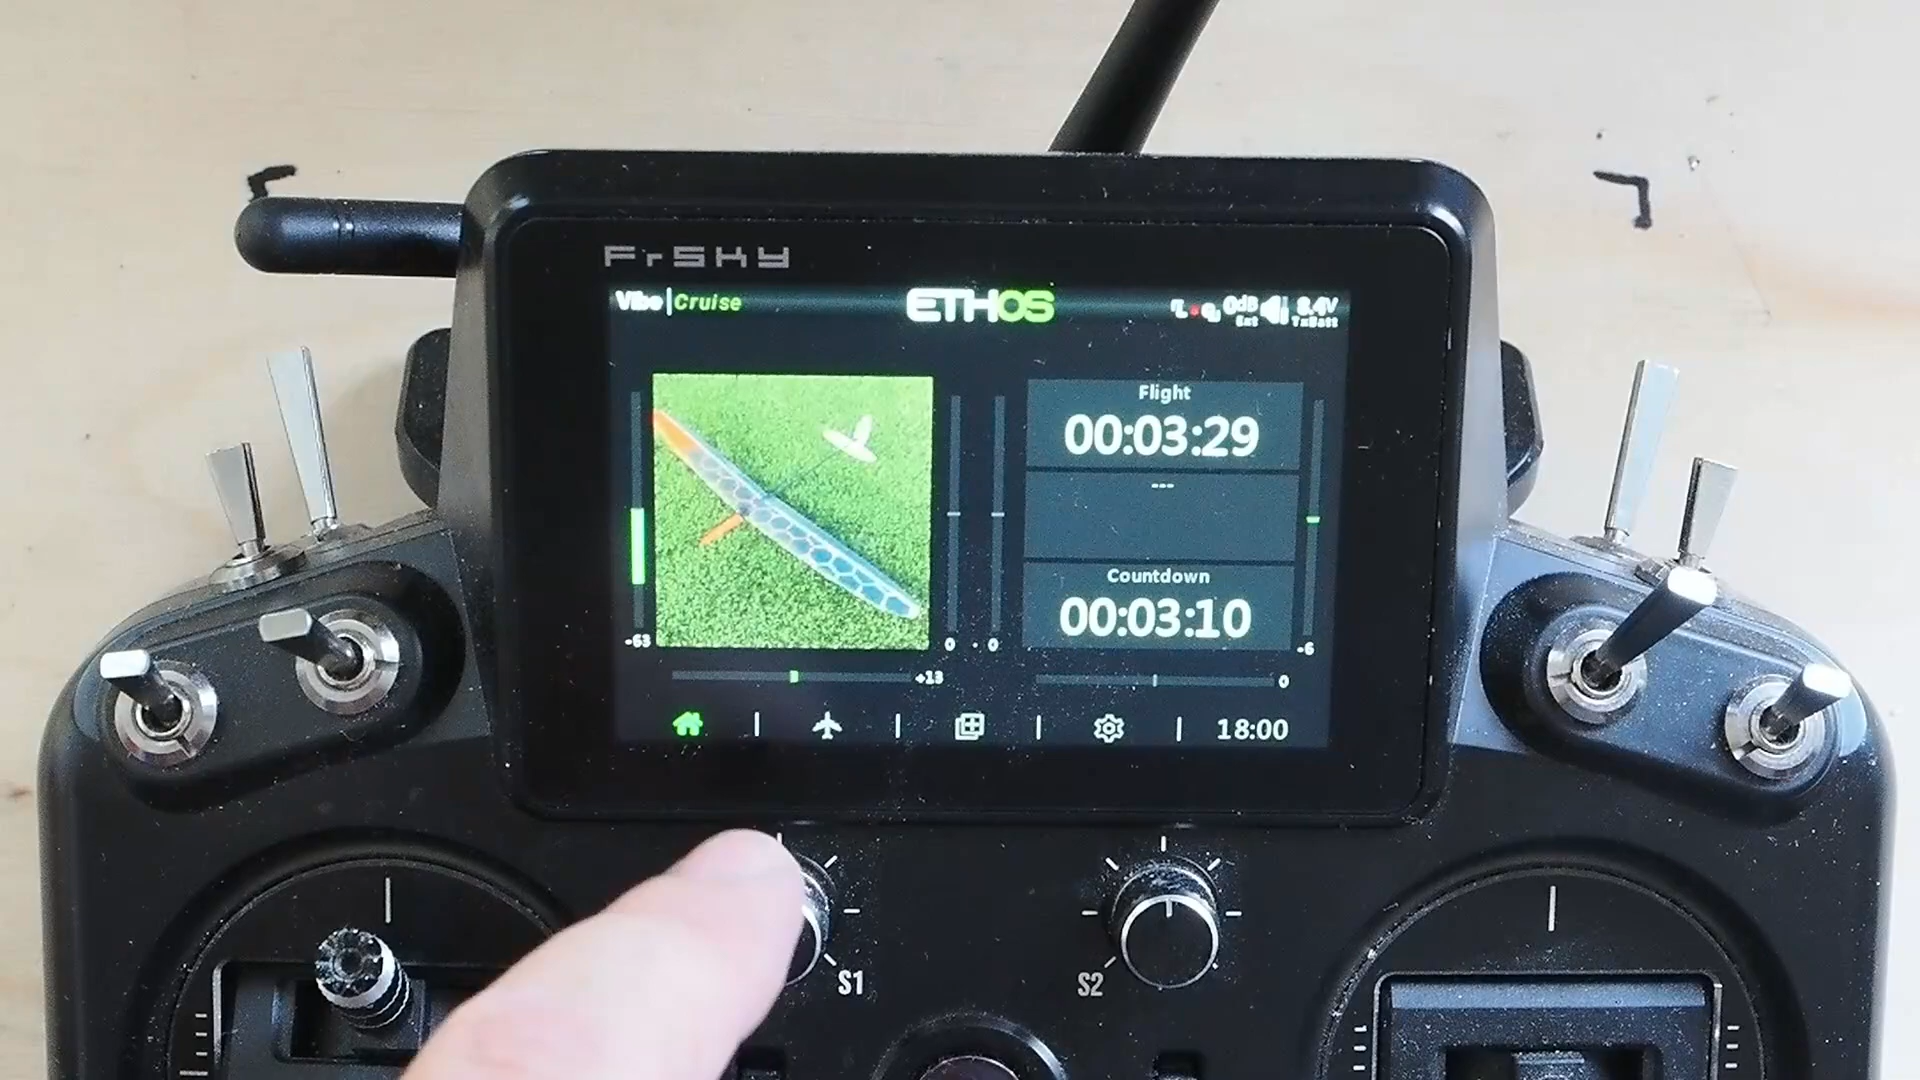 FrSKY
Vibe | Cruise
ETHOS
0dB
Ext
8.4V
TxBatt
Flight
00:03:29
---
Countdown
00:03:10
-63
0
0
-6
+13
0
18:00
S1
S2